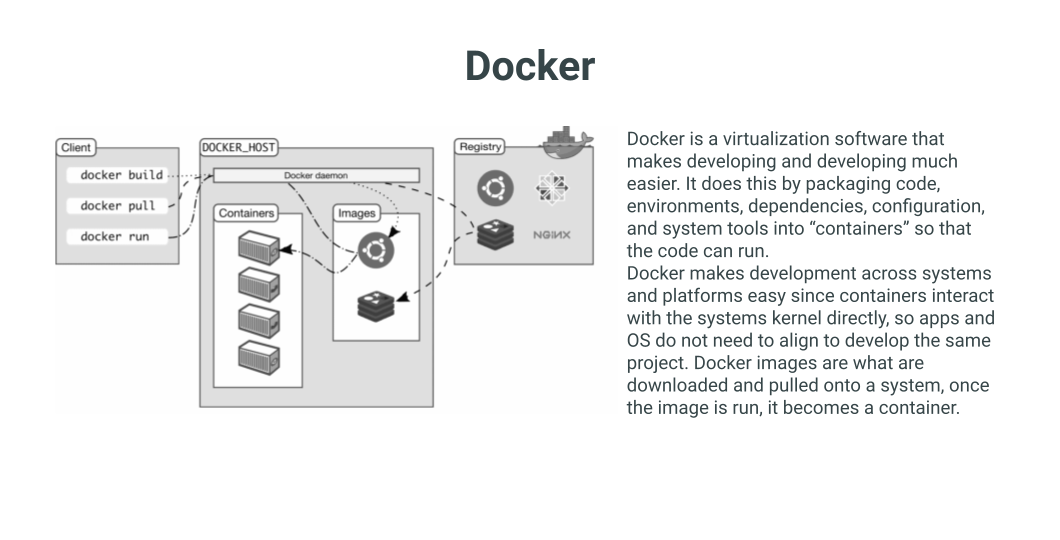 Docker
Client
docker build
docker pull
docker run
DOCKER_HOST
Docker daemon
Containers
Images
Registry
NGINX
Docker is a virtualization software that
makes developing and developing much
easier. It does this by packaging code,
environments, dependencies, configuration,
and system tools into “containers” so that
the code can run.
Docker makes development across systems
and platforms easy since containers interact
with the systems kernel directly, so apps and
OS do not need to align to develop the same
project. Docker images are what are
downloaded and pulled onto a system, once
the image is run, it becomes a container.